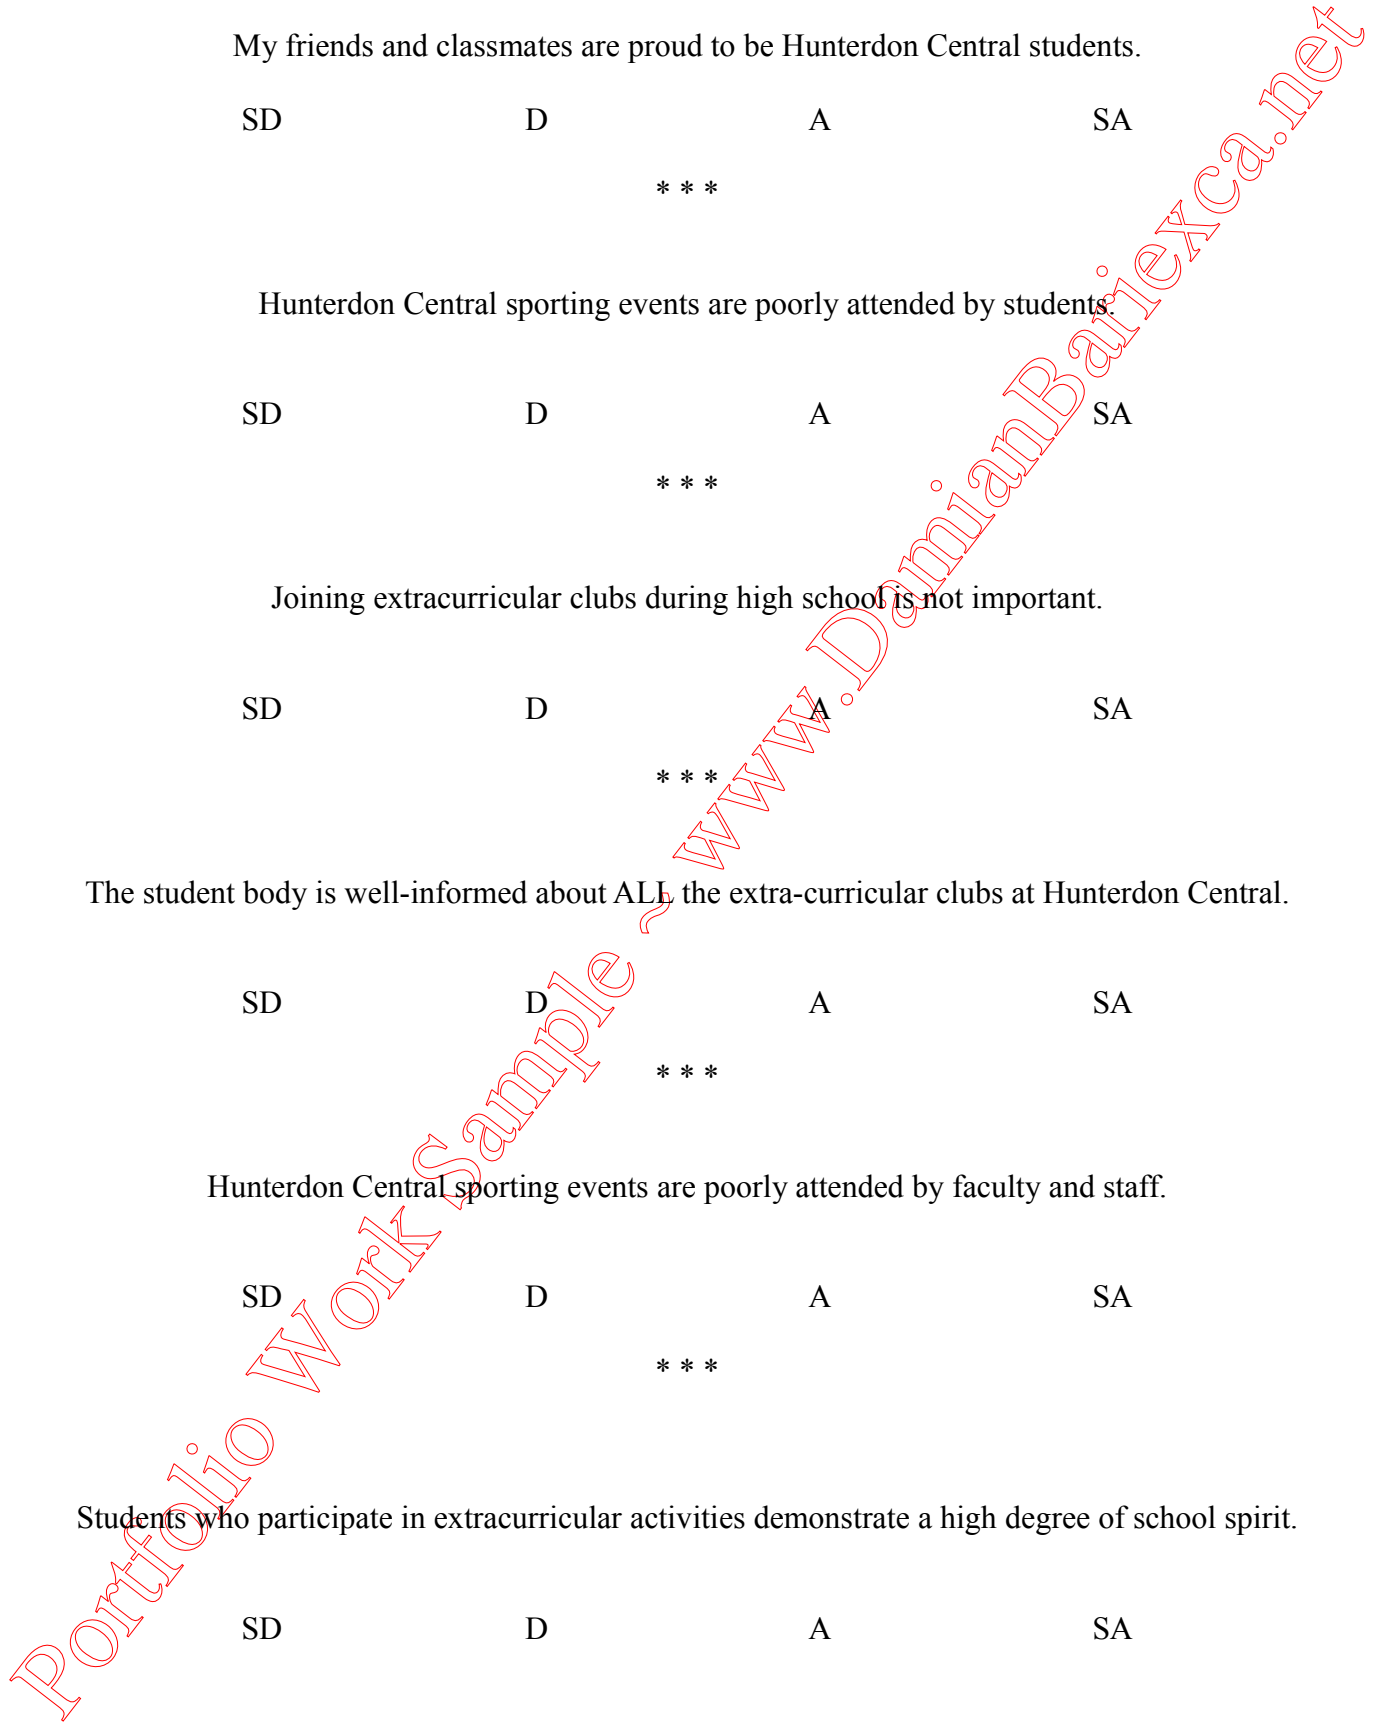 My friends and classmates are proud to be Hunterdon Central students.
SD D A SA
* * *
Hunterdon Central sporting events are poorly attended by students.
SD D A SA
* * *
Joining extracurricular clubs during high school is not important.
SD D A SA
* * *
The student body is well-informed about ALL the extra-curricular clubs at Hunterdon Central.
SD D A SA
* * *
Hunterdon Central sporting events are poorly attended by faculty and staff.
SD D A SA
* * *
Students who participate in extracurricular activities demonstrate a high degree of school spirit.
SD D A SA
Portfolio Work Sample ~ www.DamianBariexca.net